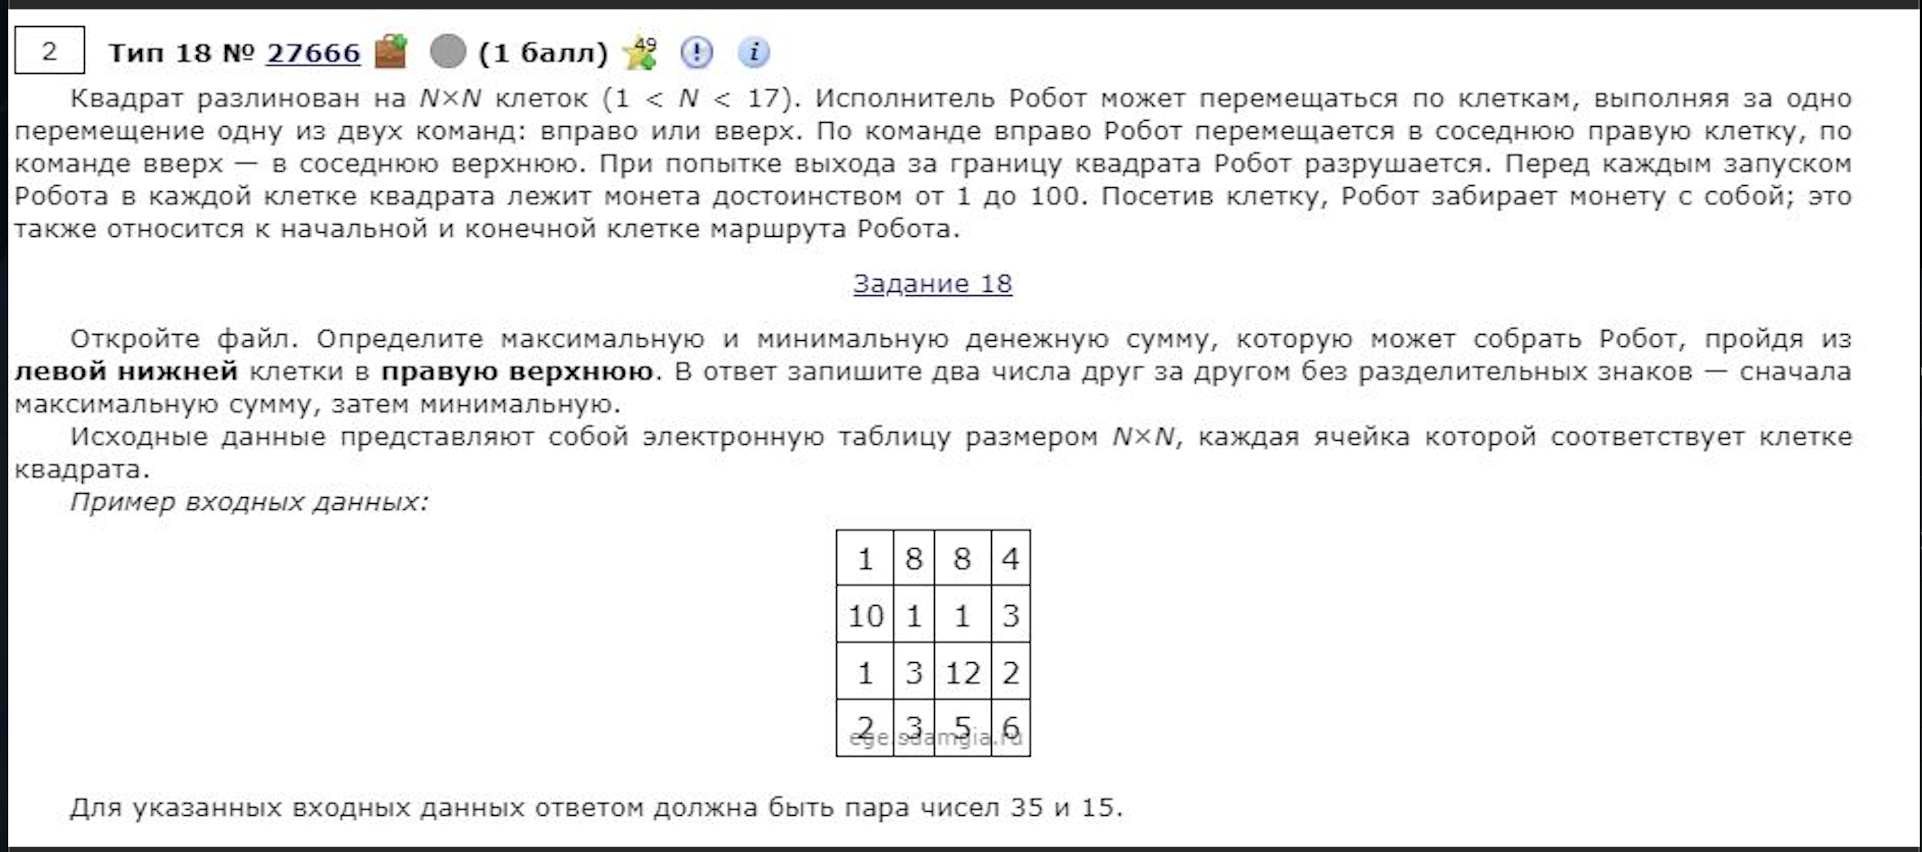 2 Тип 18 № 27666 (1 балл) 49 ! i
Квадрат разлинован на N×N клеток (1 < N < 17). Исполнитель Робот может перемещаться по клеткам, выполняя за одно
перемещение одну из двух команд: вправо или вверх. По команде вправо Робот перемещается в соседнюю правую клетку, по
команде вверх — в соседнюю верхнюю. При попытке выхода за границу квадрата Робот разрушается. Перед каждым запуском
Робота в каждой клетке квадрата лежит монета достоинством от 1 до 100. Посетив клетку, Робот забирает монету с собой; это
также относится к начальной и конечной клетке маршрута Робота.
Задание 18
Откройте файл. Определите максимальную и минимальную денежную сумму, которую может собрать Робот, пройдя из
левой нижней клетки в правую верхнюю. В ответ запишите два числа друг за другом без разделительных знаков — сначала
максимальную сумму, затем минимальную.
Исходные данные представляют собой электронную таблицу размером N×N, каждая ячейка которой соответствует клетке
квадрата.
Пример входных данных:
1 8 8 4
10 1 1 3
1 3 12 2
2 3 5 6
ege.sdamgia.ru
Для указанных входных данных ответом должна быть пара чисел 35 и 15.